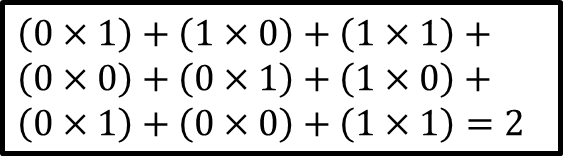 (0 × 1) + (1 × 0) + (1 × 1) +
(0 × 0) + (0 × 1) + (1 × 0) +
(0 × 1) + (0 × 0) + (1 × 1) = 2